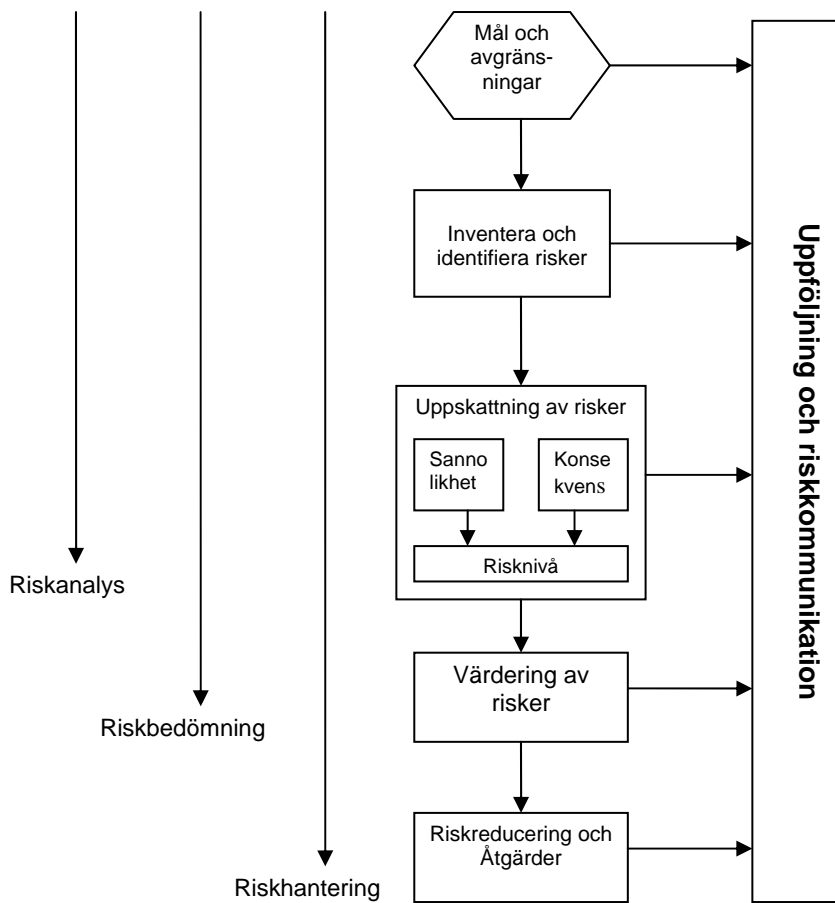 Mål och
avgräns-
ningar
Inventera och
identifiera risker
Uppskattning av risker
Sanno
likhet
Konse
kvens
Risknivå
Riskanalys
Värdering av
risker
Riskbedömning
Riskreducering och
Åtgärder
Riskhantering
Uppföljning och riskkommunikation